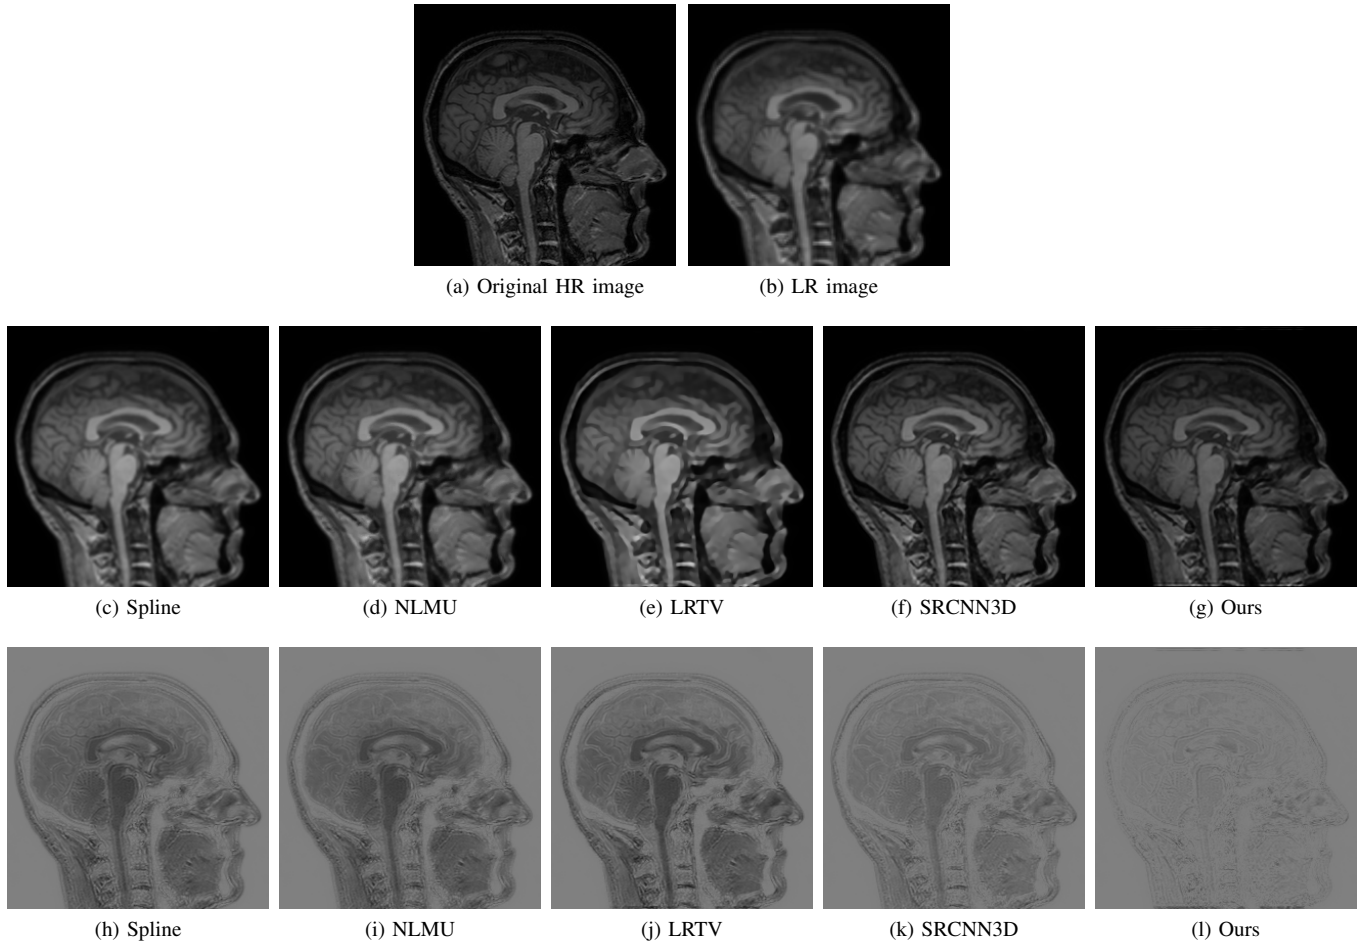 (a) Original HR image
(b) LR image
(c) Spline
(d) NLMU
(e) LRTV
(f) SRCNN3D
(g) Ours
(h) Spline
(i) NLMU
(j) LRTV
(k) SRCNN3D
(l) Ours